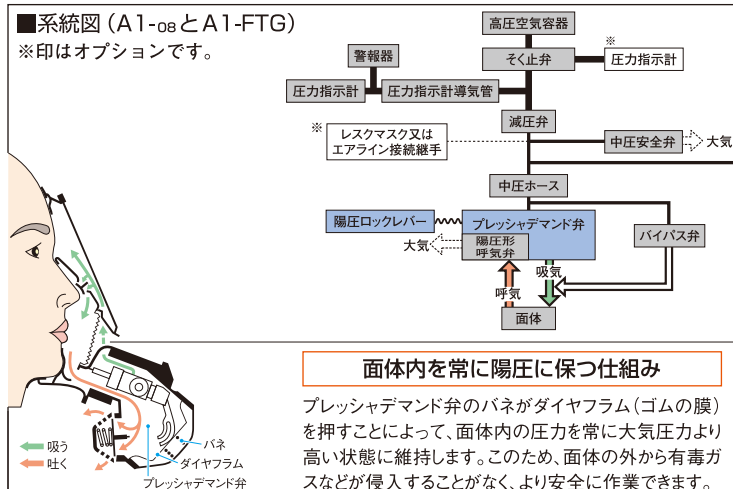 ■系統図（A1-08とA1-FTG）
※印はオプションです。
高圧空気容器
そく止弁
※
圧力指示計
警報器
圧力指示計
圧力指示計導気管
減圧弁
※
レスクマスク又は
エアライン接続継手
中圧安全弁
大気
中圧ホース
陽圧ロックレバー
プレッシャデマンド弁
陽圧形
呼気弁
大気
バイパス弁
吸気
呼気
面体
吸う
吐く
バネ
ダイヤフラム
プレッシャデマンド弁
面体内を常に陽圧に保つ仕組み
プレッシャデマンド弁のバネがダイヤフラム（ゴムの膜）
を押すことによって、面体内の圧力を常に大気圧力より
高い状態に維持します。このため、面体の外から有毒ガ
スなどが侵入することがなく、より安全に作業できます。